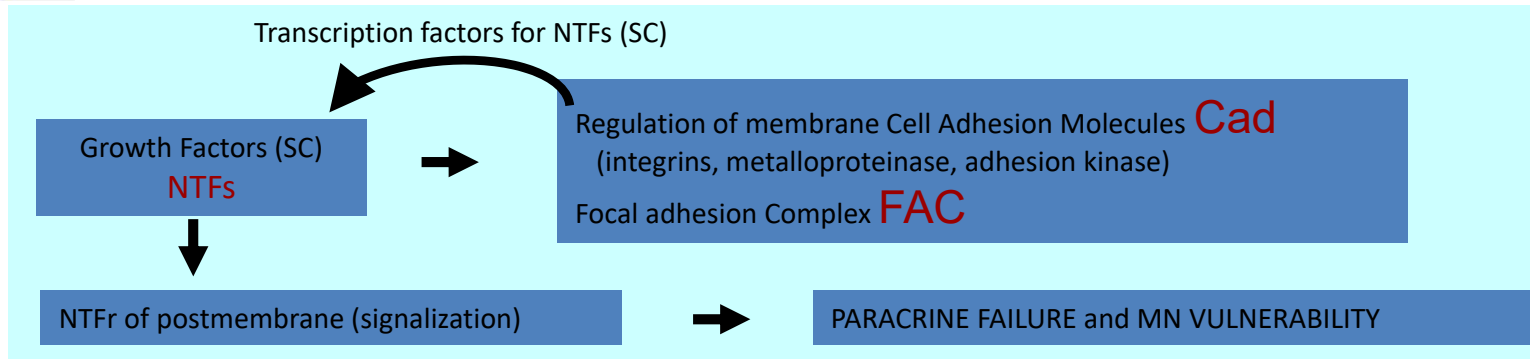 Transcription factors for NTFs (SC)
Regulation of membrane Cell Adhesion Molecules Cad
(integrins, metalloproteinase, adhesion kinase)
Focal adhesion Complex FAC
Growth Factors (SC)
NTFs
NTFr of postmembrane (signalization)
PARACRINE FAILURE and MN VULNERABILITY